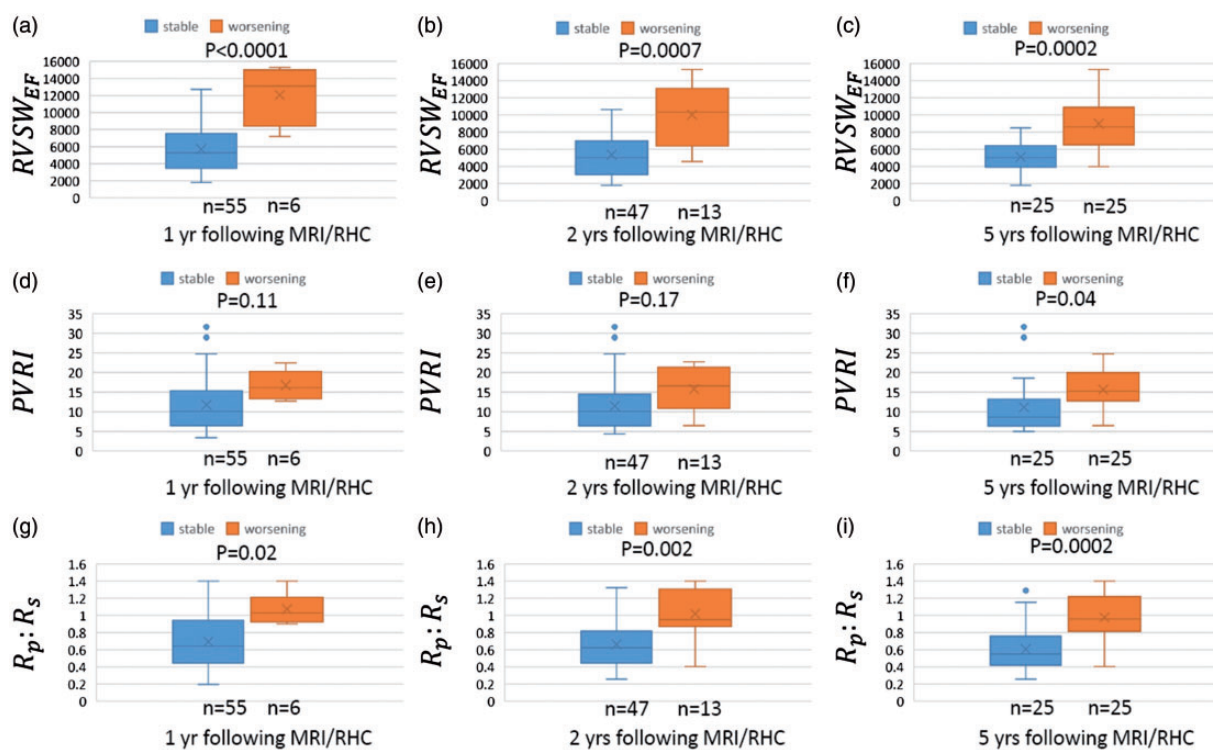 (a)
stable worsening
P<0.0001
RVSW_EF
16000
14000
12000
10000
8000
6000
4000
2000
0
n=55 n=6
1 yr following MRI/RHC
(b)
stable worsening
P=0.0007
RVSW_EF
16000
14000
12000
10000
8000
6000
4000
2000
0
n=47 n=13
2 yrs following MRI/RHC
(c)
stable worsening
P=0.0002
RVSW_EF
16000
14000
12000
10000
8000
6000
4000
2000
0
n=25 n=25
5 yrs following MRI/RHC
(d)
stable worsening
P=0.11
PVRI
35
30
25
20
15
10
5
0
n=55 n=6
1 yr following MRI/RHC
(e)
stable worsening
P=0.17
PVRI
35
30
25
20
15
10
5
0
n=47 n=13
2 yrs following MRI/RHC
(f)
stable worsening
P=0.04
PVRI
35
30
25
20
15
10
5
0
n=25 n=25
5 yrs following MRI/RHC
(g)
stable worsening
P=0.02
R_p:R_s
1.6
1.4
1.2
1
0.8
0.6
0.4
0.2
0
n=55 n=6
1 yr following MRI/RHC
(h)
stable worsening
P=0.002
R_p:R_s
1.6
1.4
1.2
1
0.8
0.6
0.4
0.2
0
n=47 n=13
2 yrs following MRI/RHC
(i)
stable worsening
P=0.0002
R_p:R_s
1.6
1.4
1.2
1
0.8
0.6
0.4
0.2
0
n=25 n=25
5 yrs following MRI/RHC